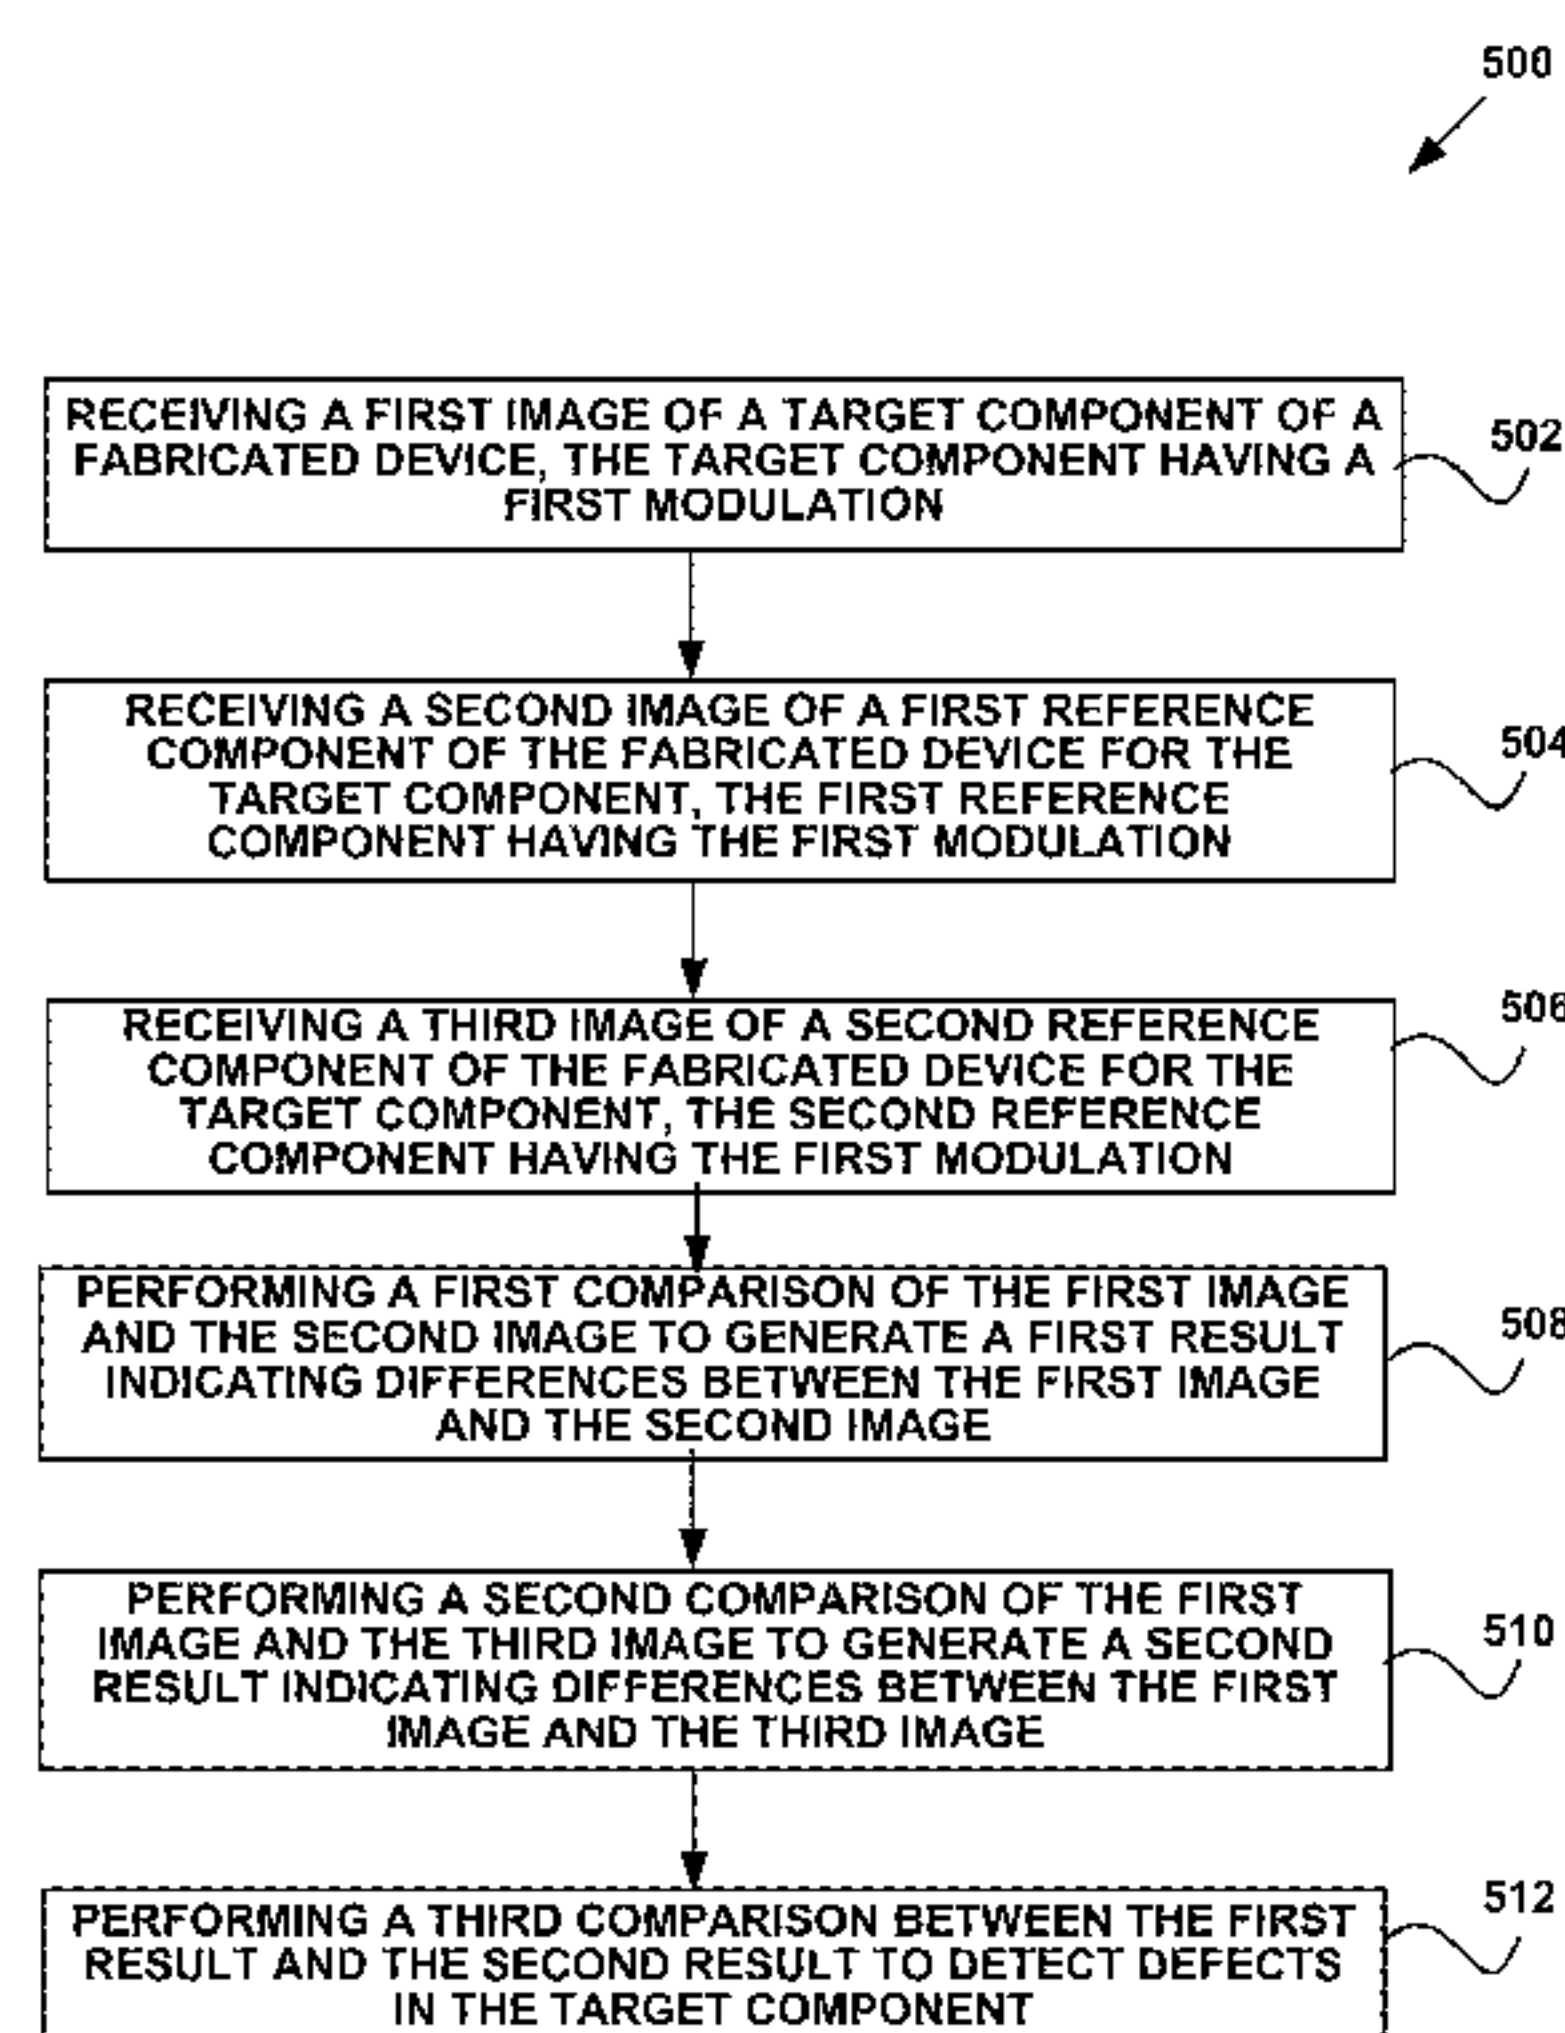 500
RECEIVING A FIRST IMAGE OF A TARGET COMPONENT OF A
FABRICATED DEVICE, THE TARGET COMPONENT HAVING A
FIRST MODULATION
502
RECEIVING A SECOND IMAGE OF A FIRST REFERENCE
COMPONENT OF THE FABRICATED DEVICE FOR THE
TARGET COMPONENT, THE FIRST REFERENCE
COMPONENT HAVING THE FIRST MODULATION
504
RECEIVING A THIRD IMAGE OF A SECOND REFERENCE
COMPONENT OF THE FABRICATED DEVICE FOR THE
TARGET COMPONENT, THE SECOND REFERENCE
COMPONENT HAVING THE FIRST MODULATION
506
PERFORMING A FIRST COMPARISON OF THE FIRST IMAGE
AND THE SECOND IMAGE TO GENERATE A FIRST RESULT
INDICATING DIFFERENCES BETWEEN THE FIRST IMAGE
AND THE SECOND IMAGE
508
PERFORMING A SECOND COMPARISON OF THE FIRST
IMAGE AND THE THIRD IMAGE TO GENERATE A SECOND
RESULT INDICATING DIFFERENCES BETWEEN THE FIRST
IMAGE AND THE THIRD IMAGE
510
PERFORMING A THIRD COMPARISON BETWEEN THE FIRST
RESULT AND THE SECOND RESULT TO DETECT DEFECTS
IN THE TARGET COMPONENT
512